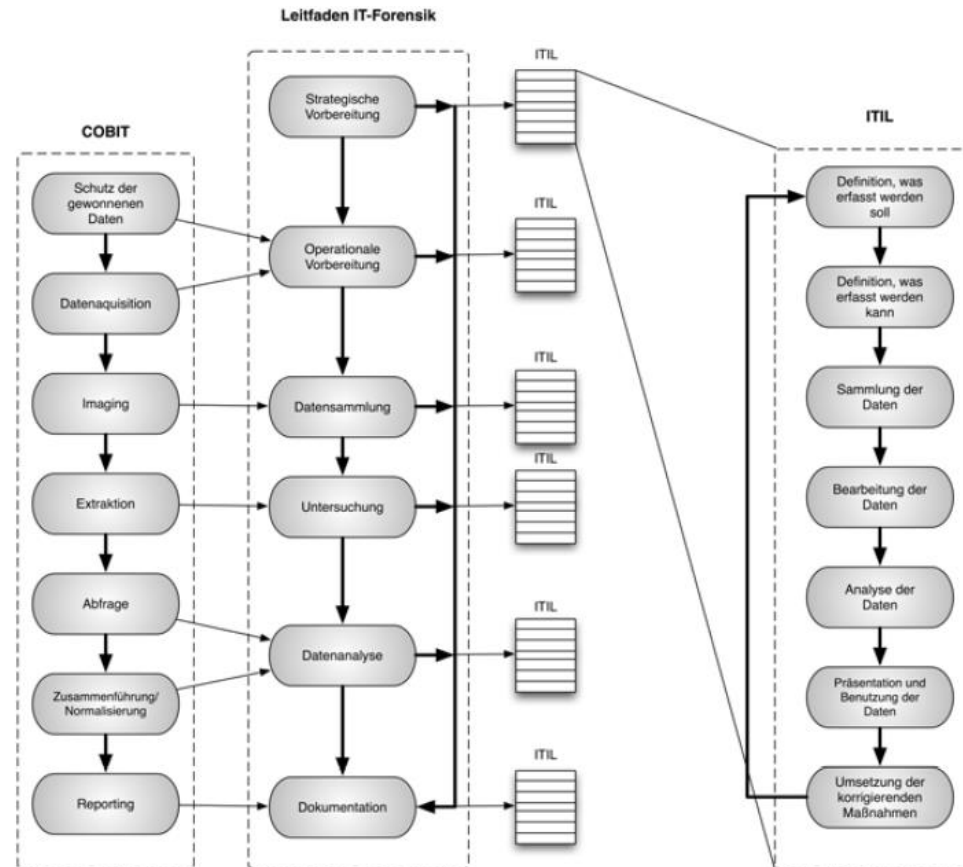 Leitfaden IT-Forensik
COBIT
Schutz der
gewonnenen
Daten
Datenaquisition
Imaging
Extraktion
Abfrage
Zusammenführung/
Normalisierung
Reporting
Strategische
Vorbereitung
Operationale
Vorbereitung
Datensammlung
Untersuchung
Datenanalyse
Dokumentation
ITIL
ITIL
ITIL
ITIL
ITIL
ITIL
ITIL
Definition, was
erfasst werden
soll
Definition, was
erfasst werden
kann
Sammlung der
Daten
Bearbeitung der
Daten
Analyse der
Daten
Präsentation und
Benutzung der
Daten
Umsetzung der
korrigierenden
Maßnahmen